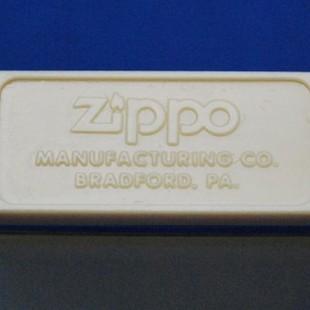 Zippo
MANUFACTURING CO.
BRADFORD, PA.